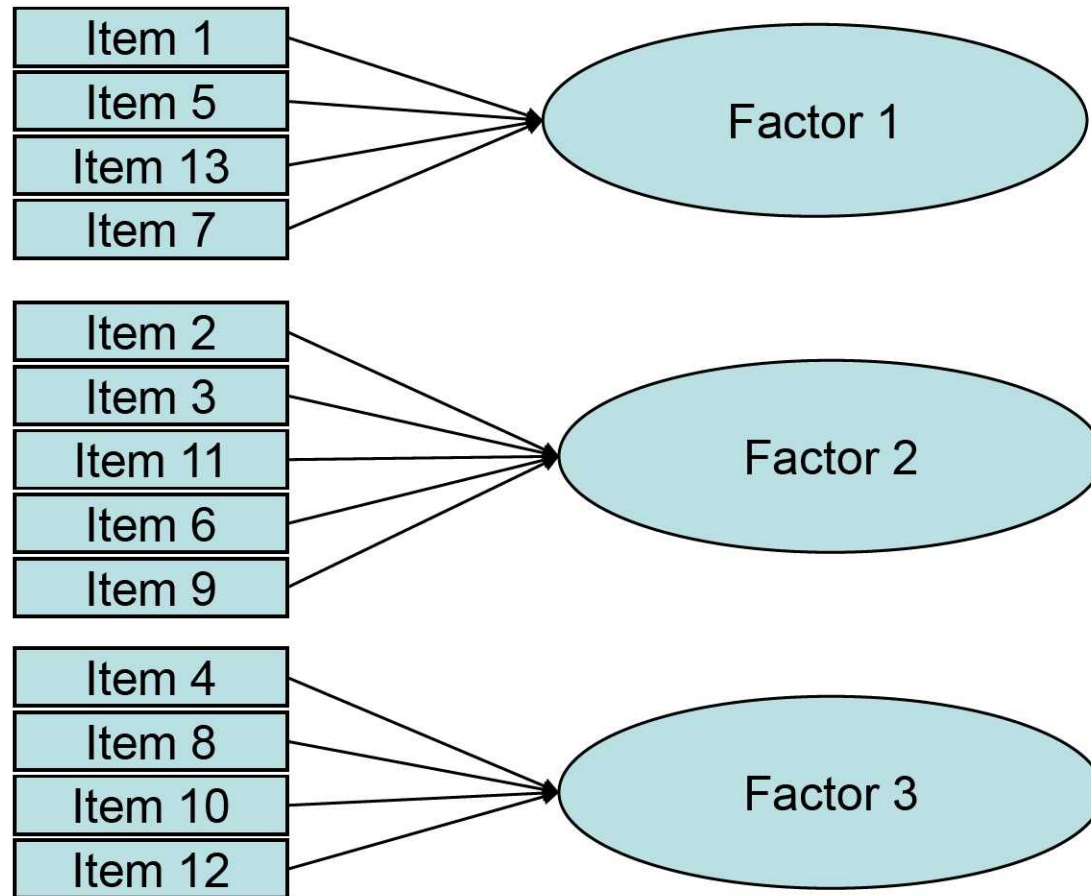 Item 1
Item 5
Item 13
Item 7
Factor 1
Item 2
Item 3
Item 11
Item 6
Item 9
Factor 2
Item 4
Item 8
Item 10
Item 12
Factor 3